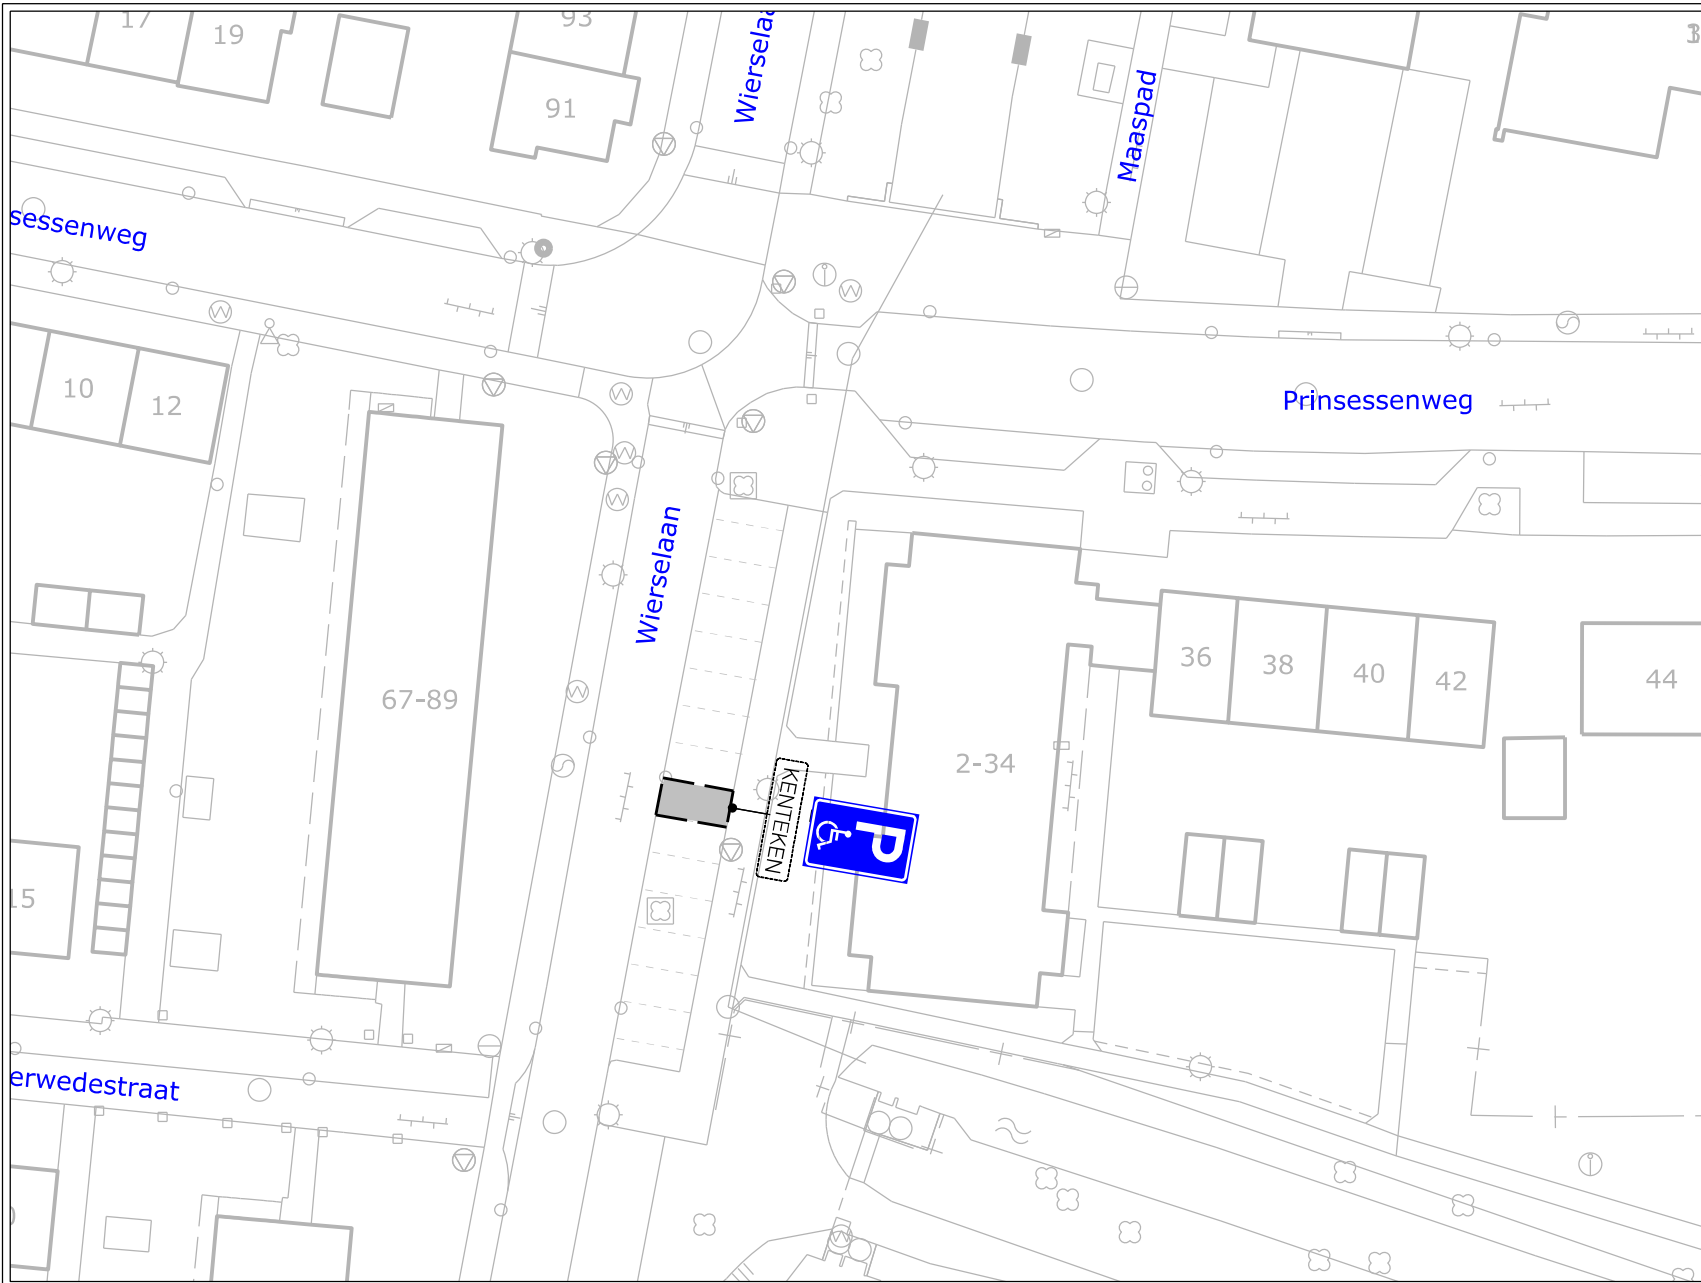 17
19
93
91
Wierselaa
Maaspad
sessenweg
10
12
Prinsessenweg
Wierselaan
67-89
36
38
40
42
44
2-34
KENTEKEN
P
15
erwedestraat